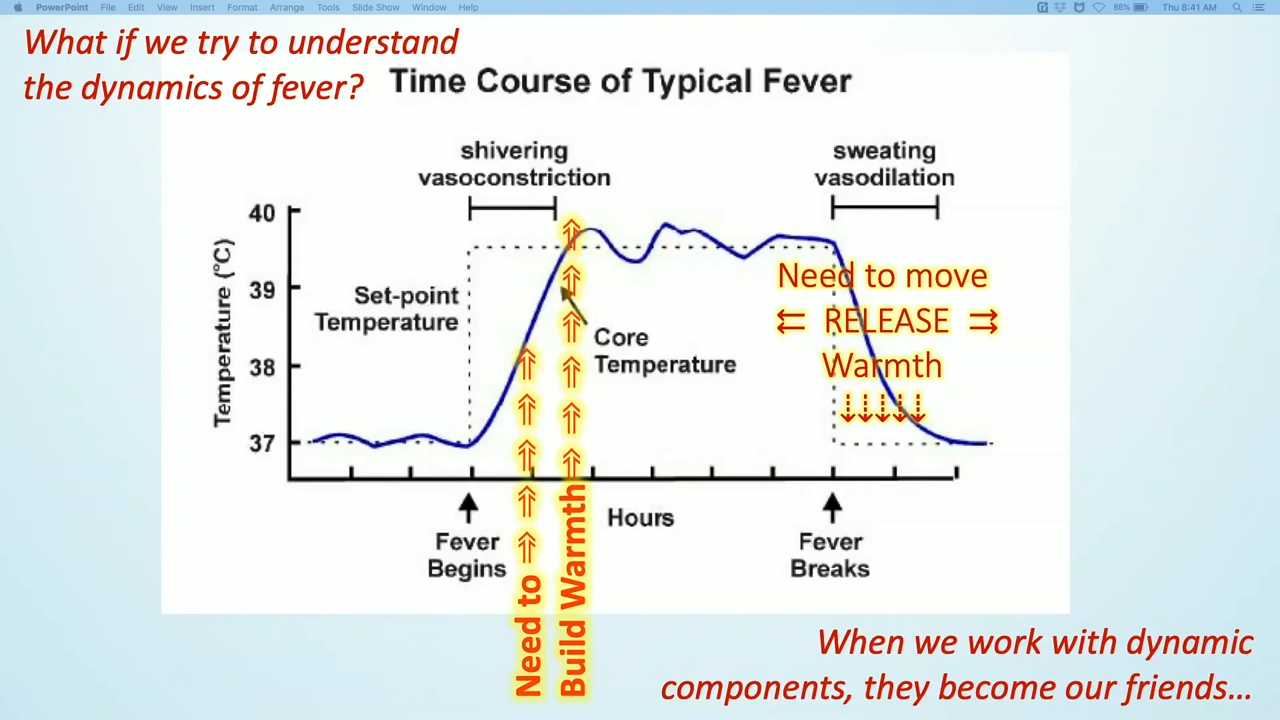 PowerPoint File Edit View Insert Format Arrange Tools Slide Show Window Help 86% Thu 8:41 AM
What if we try to understand
the dynamics of fever?
Time Course of Typical Fever
shivering
vasoconstriction
sweating
vasodilation
Temperature (°C)
40
39
38
37
Set-point
Temperature
Core
Temperature
Need to move
⇇ RELEASE ⇉
Warmth
↓↓↓↓↓
Hours
Fever
Begins
Fever
Breaks
Need to
Build Warmth
When we work with dynamic
components, they become our friends…